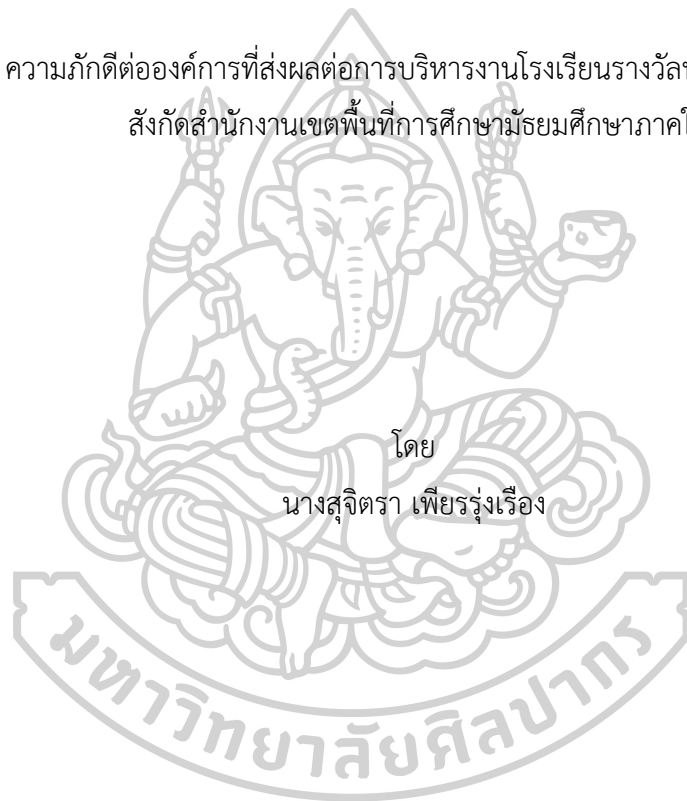 ความภักดีต่อองค์การที่ส่งผลต่อการบริหารงานโรงเรียนรางวัล
สังกัดสำนักงานเขตพื้นที่การศึกษามัธยมศึกษา
โดย
นางสุจิตรา เพียรรุ่งเรือง
มหาวิทยาลัยศิลปากร